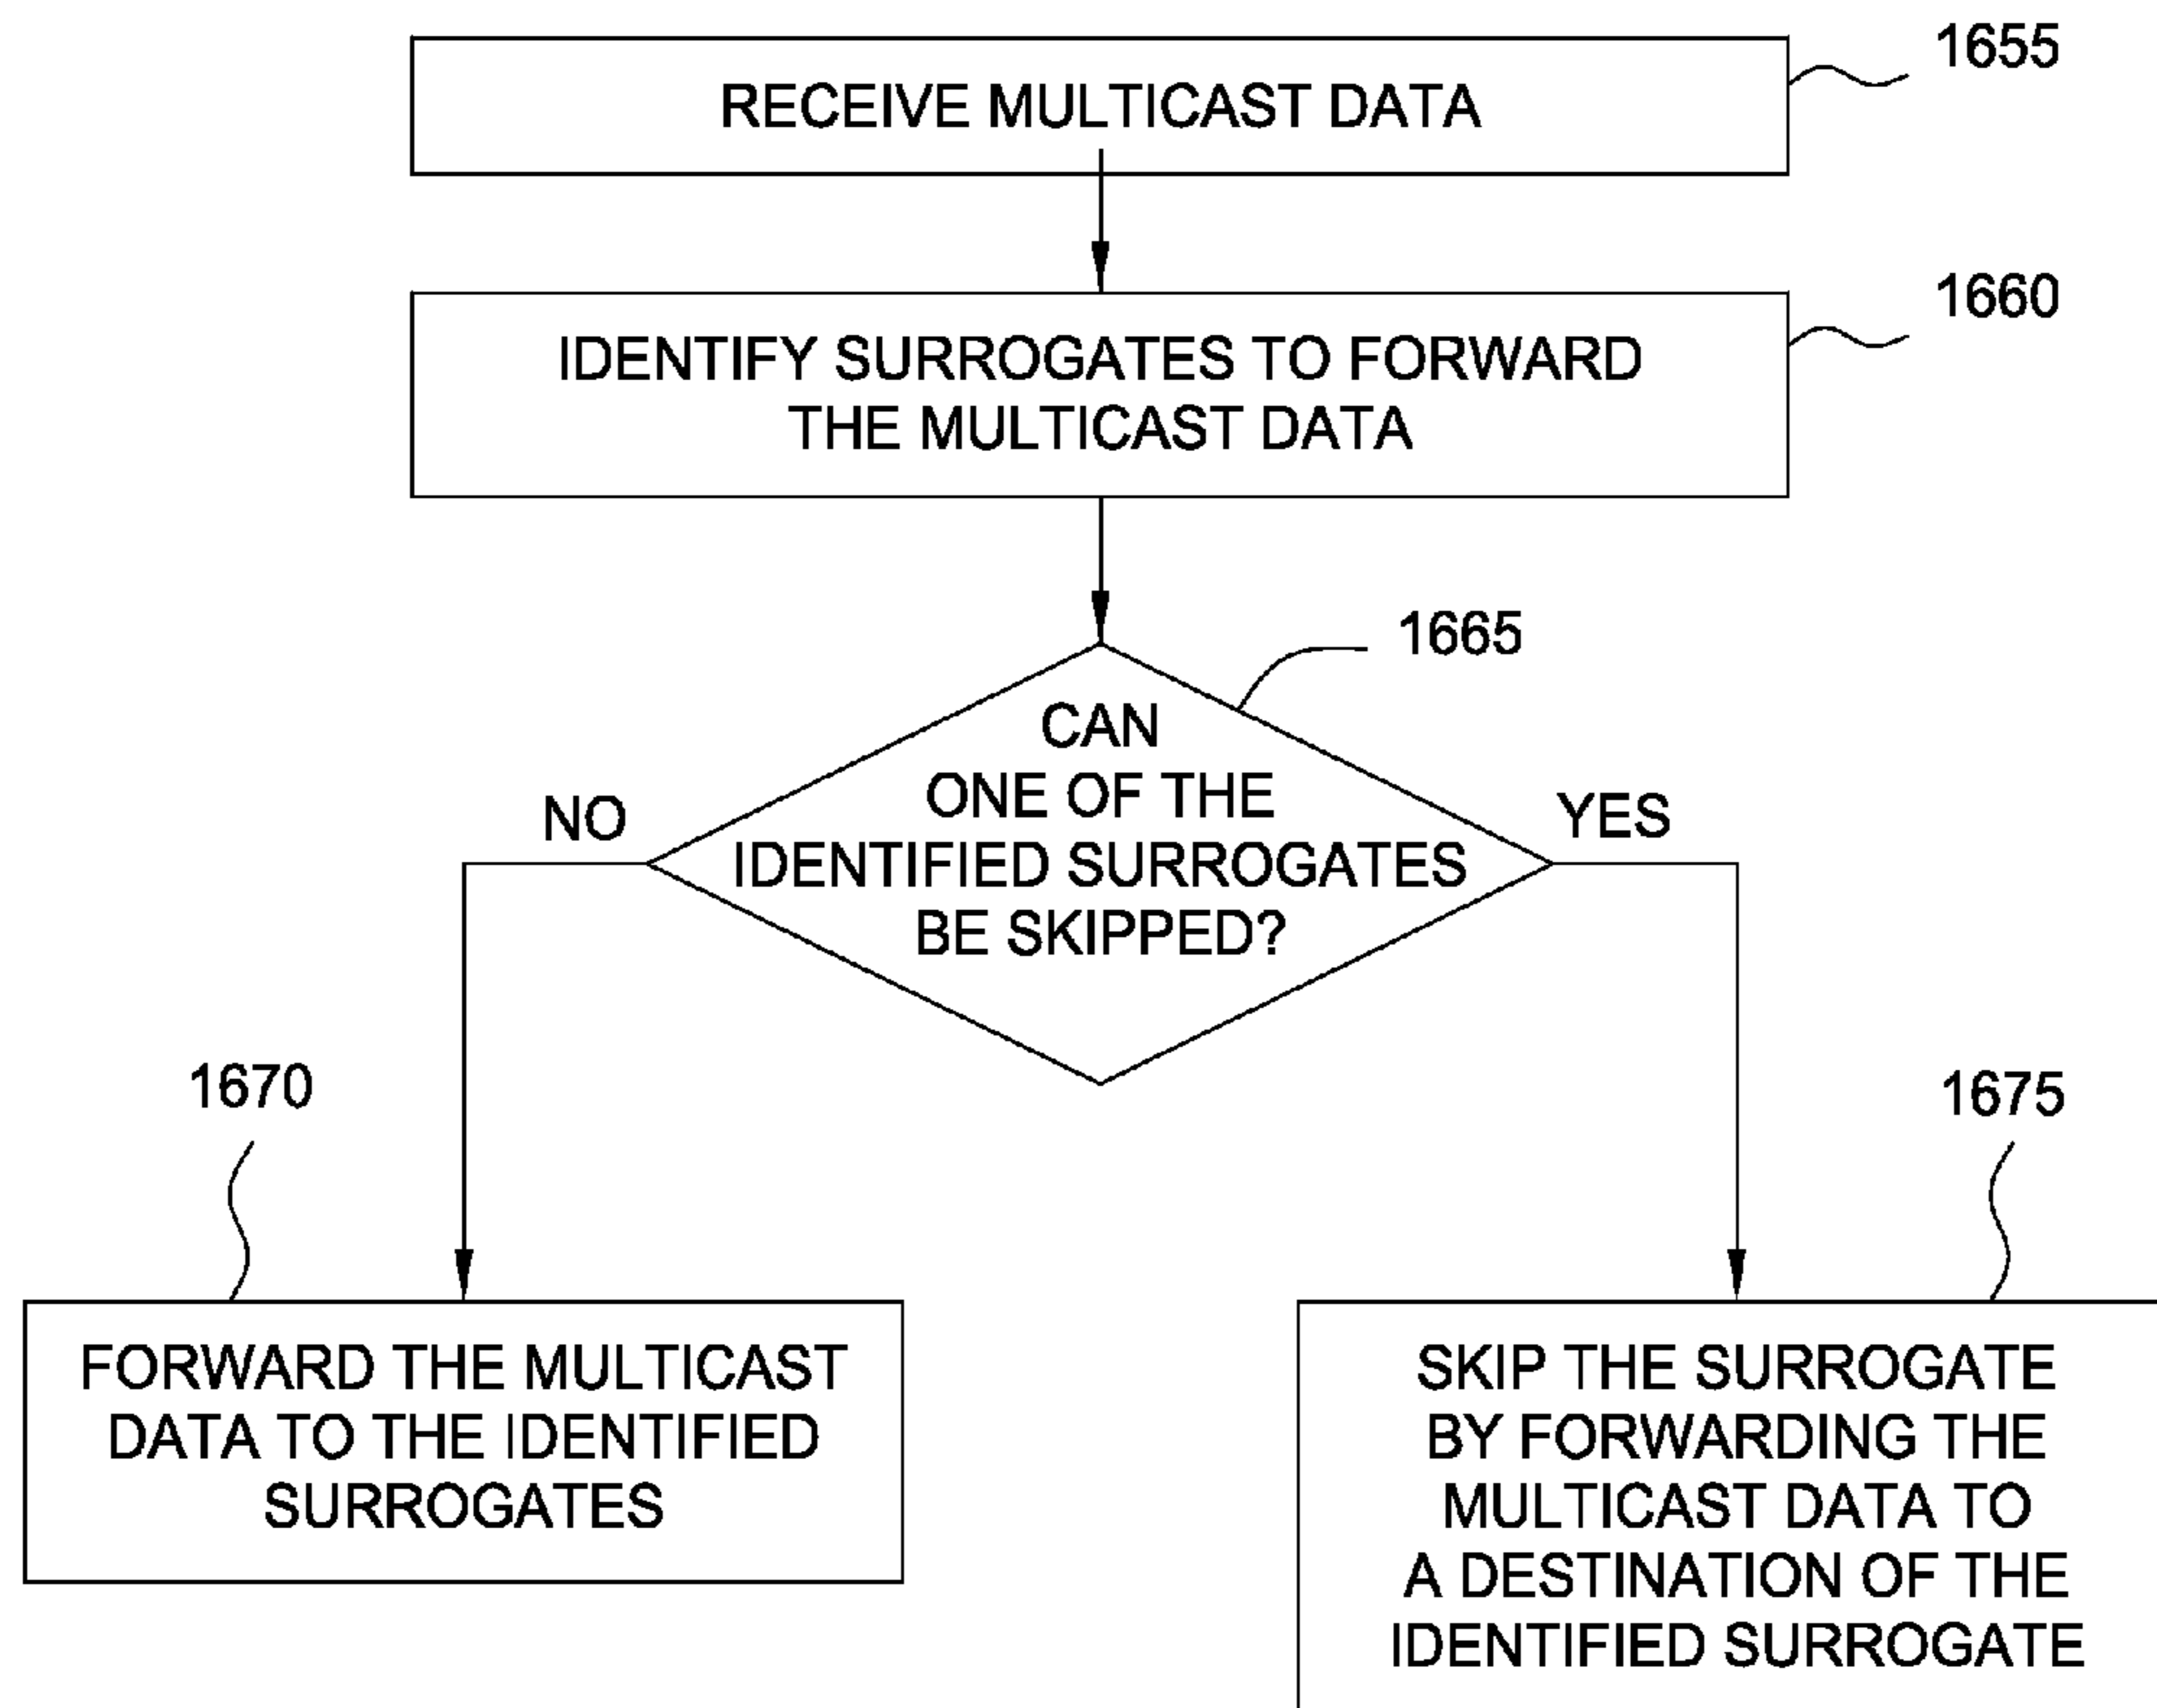 RECEIVE MULTICAST DATA
1655
IDENTIFY SURROGATES TO FORWARD
THE MULTICAST DATA
1660
CAN
ONE OF THE
IDENTIFIED SURROGATES
BE SKIPPED?
1665
NO
YES
1670
FORWARD THE MULTICAST
DATA TO THE IDENTIFIED
SURROGATES
1675
SKIP THE SURROGATE
BY FORWARDING THE
MULTICAST DATA TO
A DESTINATION OF THE
IDENTIFIED SURROGATE